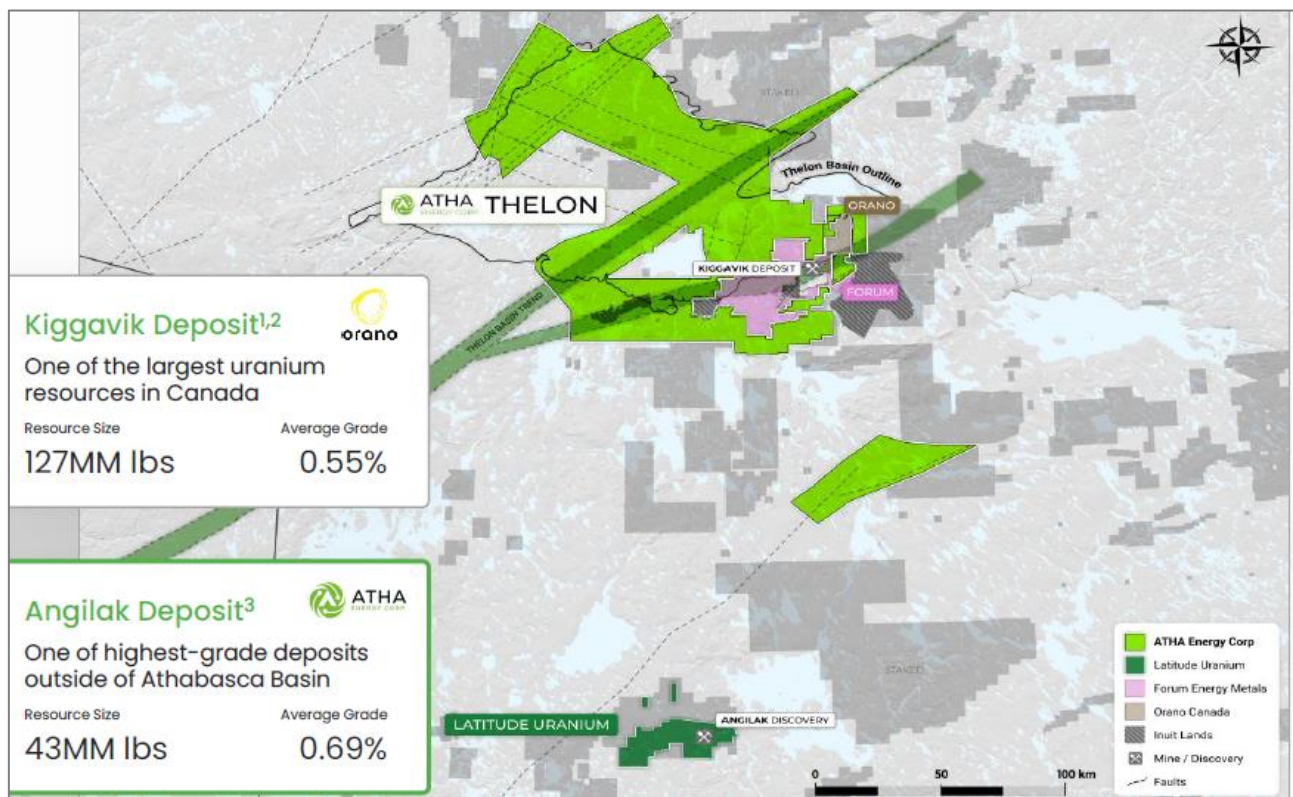 STAKED
Thelon Basin Outline
ATHA
ENERGY CORP
THELON
ORANO
KIGGAVIK DEPOSIT
FORUM
THELON BASIN TREND
Kiggavik Deposit1,2
orano
One of the largest uranium
resources in Canada
Resource Size Average Grade
127MM lbs 0.55%
Angilak Deposit3
ATHA
ENERGY CORP
One of highest-grade deposits
outside of Athabasca Basin
Resource Size Average Grade
43MM lbs 0.69%
STAKED
LATITUDE URANIUM
ANGILAK DISCOVERY
ATHA Energy Corp
Latitude Uranium
Forum Energy Metals
Orano Canada
Inuit Lands
Mine / Discovery
Faults
0 50 100 km